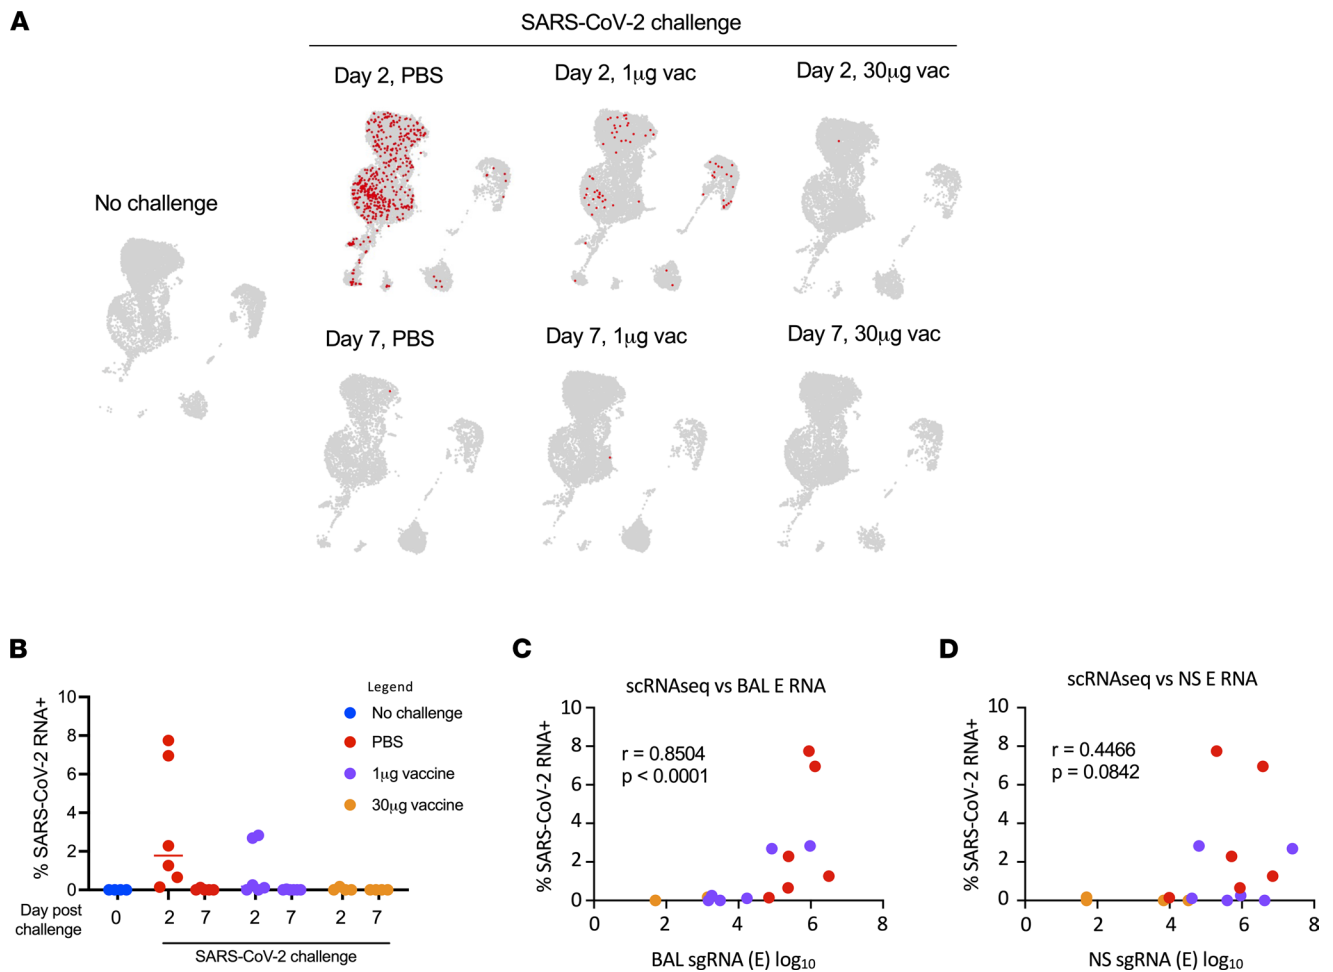 A
SARS-CoV-2 challenge
Day 2, PBS
Day 2, 1µg vac
Day 2, 30µg vac
No challenge
Day 7, PBS
Day 7, 1µg vac
Day 7, 30µg vac
B
% SARS-CoV-2 RNA+
10
8
6
4
2
0
Day post
challenge
0
2
7
2
7
2
7
SARS-CoV-2 challenge
Legend
No challenge
PBS
1µg vaccine
30µg vaccine
C
scRNAseq vs BAL E RNA
% SARS-CoV-2 RNA+
10
8
6
4
2
0
r = 0.8504
p < 0.0001
0
2
4
6
8
BAL sgRNA (E) log₁₀
D
scRNAseq vs NS E RNA
% SARS-CoV-2 RNA+
10
8
6
4
2
0
r = 0.4466
p = 0.0842
0
2
4
6
8
NS sgRNA (E) log₁₀